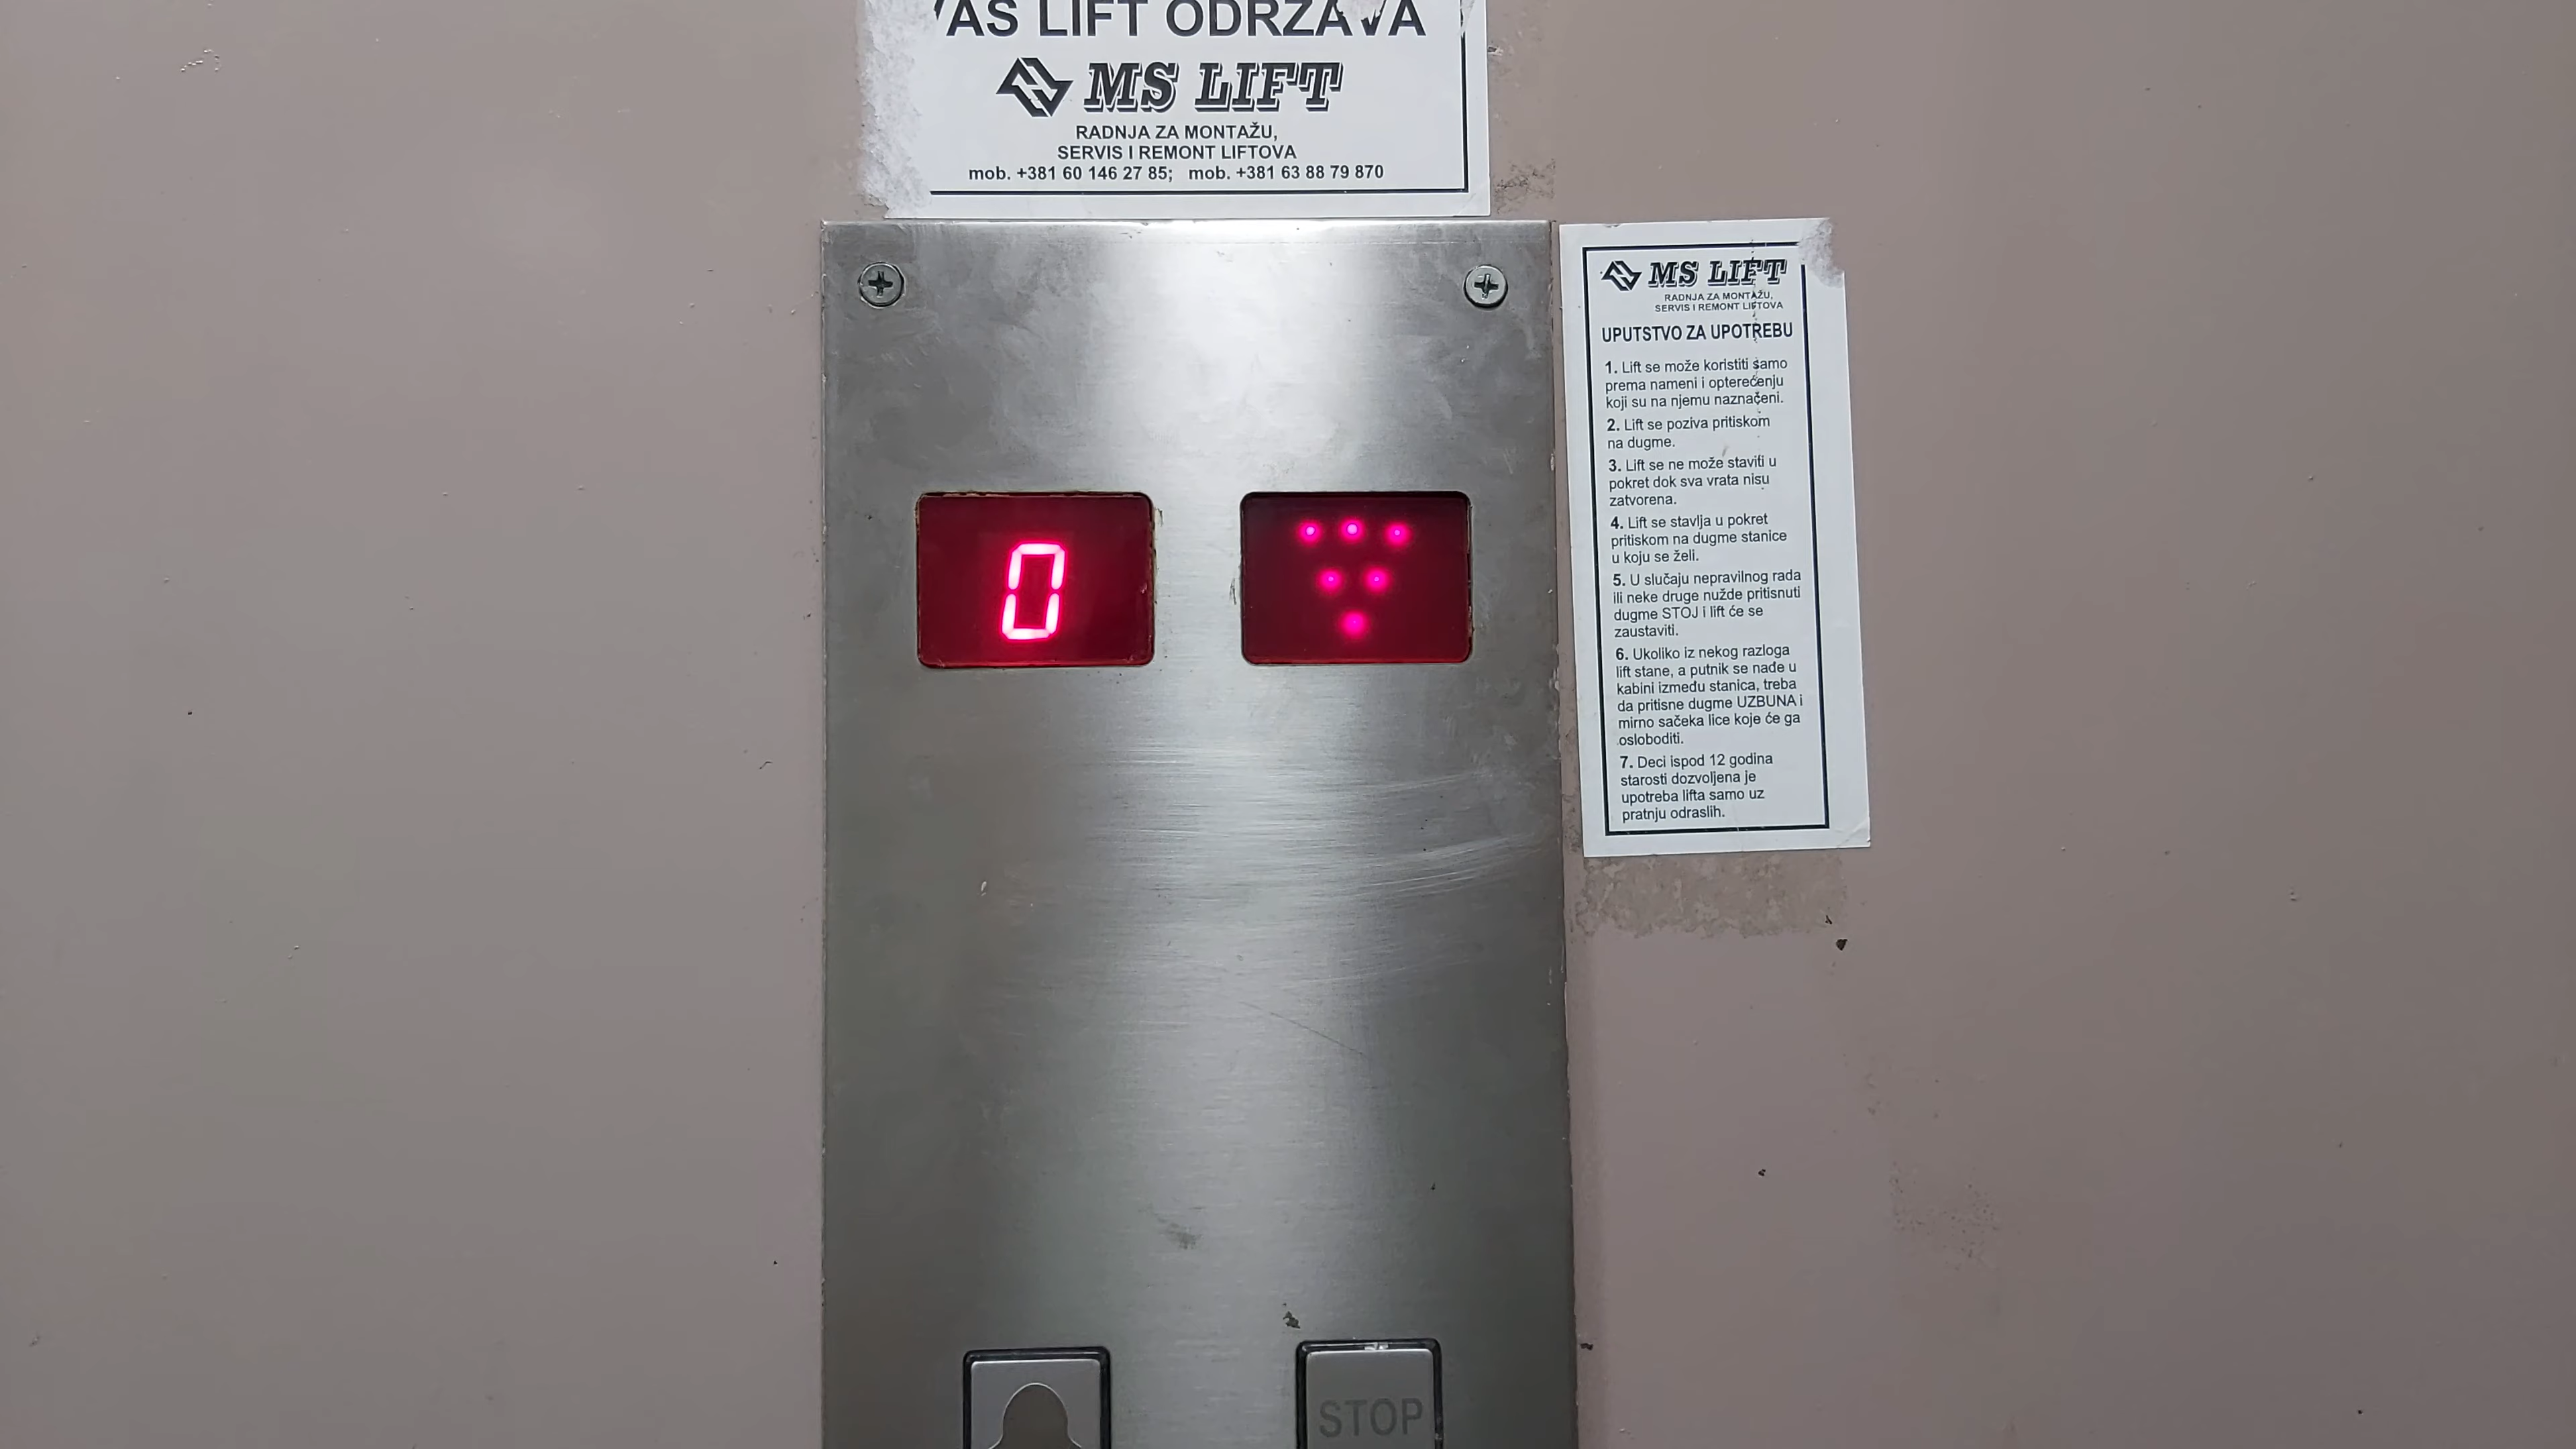 VAŠ LIFT ODRŽAVA
MS LIFT
RADNJA ZA MONTAŽU,
SERVIS I REMONT LIFTOVA
mob. +381 60 146 27 85; mob. +381 63 88 79 870
MS LIFT
RADNJA ZA MONTAŽU,
SERVIS I REMONT LIFTOVA
UPUTSTVO ZA UPOTREBU
1. Lift se može koristiti samo
prema nameni i opterećenju
koji su na njemu naznačeni.
2. Lift se poziva pritiskom
na dugme.
3. Lift se ne može staviti u
pokret dok sva vrata nisu
zatvorena.
4. Lift se stavlja u pokret
pritiskom na dugme stanice
u koju se želi.
5. U slučaju nepravilnog rada
ili neke druge nužde pritisnuti
dugme STOJ i lift će se
zaustaviti.
6. Ukoliko iz nekog razloga
lift stane, a putnik se nađe u
kabini između stanica, treba
da pritisne dugme UZBUNA i
mirno sačeka lice koje će ga
osloboditi.
7. Deci ispod 12 godina
starosti dozvoljena je
upotreba lifta samo uz
pratnju odraslih.
0
STOP